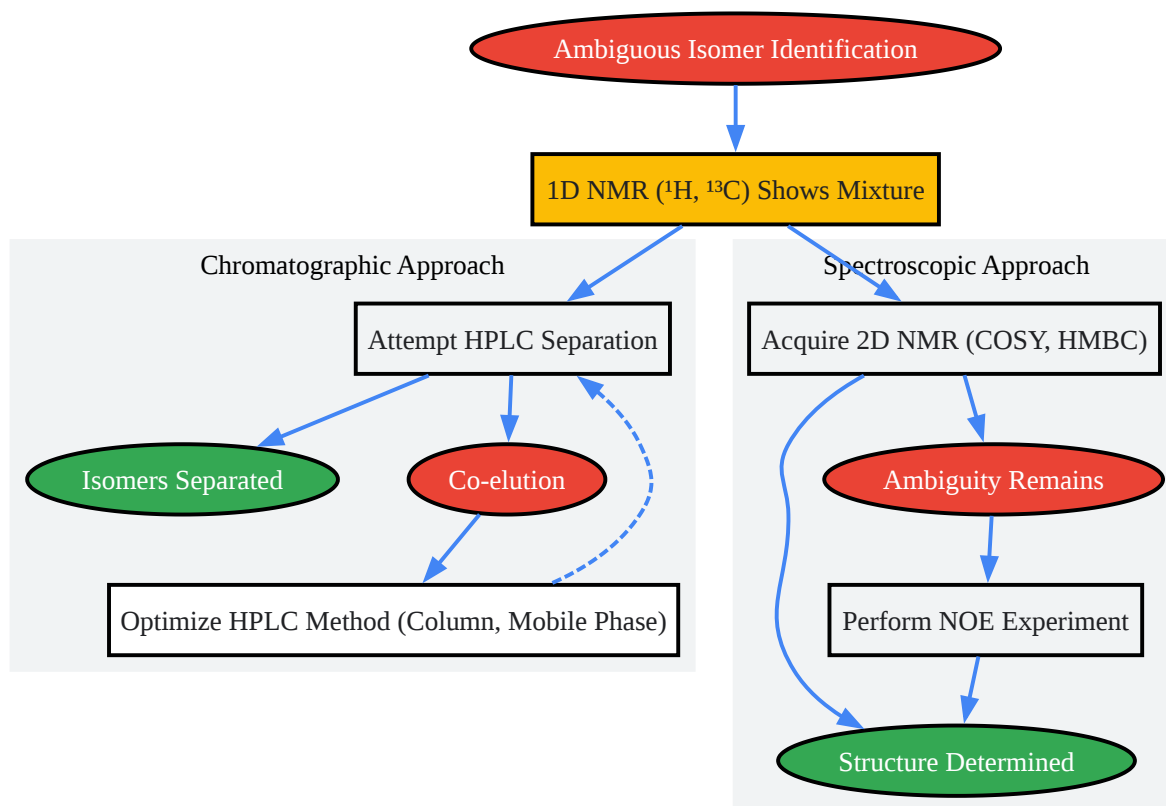 Ambiguous Isomer Identification
1D NMR (¹H, ¹³C) Shows Mixture
Chromatographic Approach
Attempt HPLC Separation
Isomers Separated
Co-elution
Optimize HPLC Method (Column, Mobile Phase)
Spectroscopic Approach
Acquire 2D NMR (COSY, HMBC)
Ambiguity Remains
Perform NOE Experiment
Structure Determined